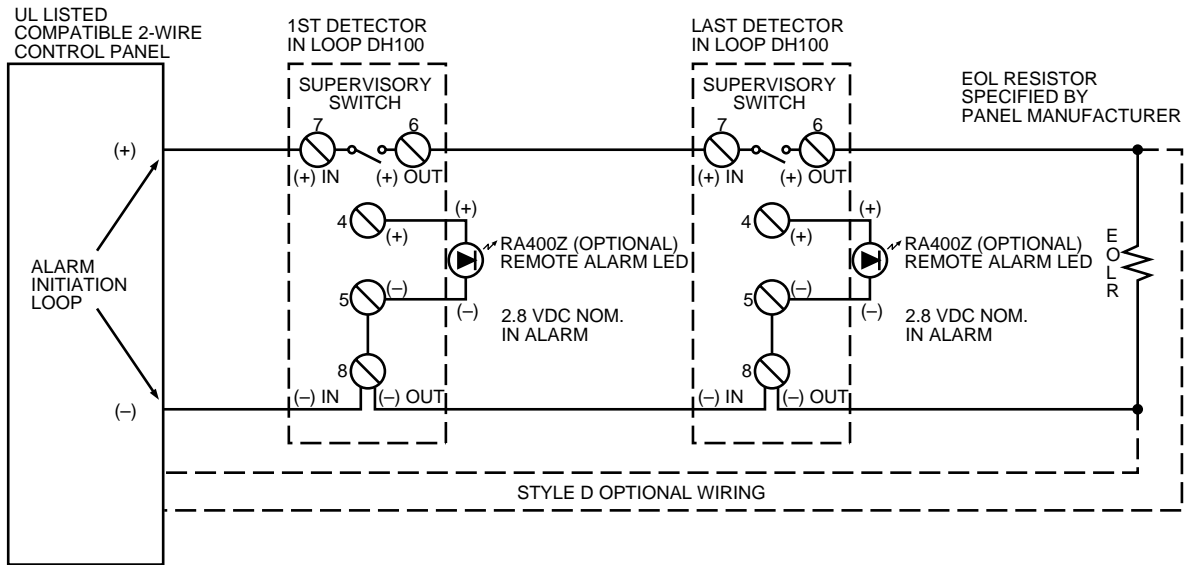 UL LISTED
COMPATIBLE 2-WIRE
CONTROL PANEL
1ST DETECTOR
IN LOOP DH100
LAST DETECTOR
IN LOOP DH100
EOL RESISTOR
SPECIFIED BY
PANEL MANUFACTURER
SUPERVISORY
SWITCH
7 6
(+) IN (+) OUT
4
(+)
(+)
RA400Z (OPTIONAL)
REMOTE ALARM LED
5
(–)
(–)
2.8 VDC NOM.
IN ALARM
8
(–) IN (–) OUT
SUPERVISORY
SWITCH
7 6
(+) IN (+) OUT
4
(+)
(+)
RA400Z (OPTIONAL)
REMOTE ALARM LED
5
(–)
(–)
2.8 VDC NOM.
IN ALARM
8
(–) IN (–) OUT
(+)
ALARM
INITIATION
LOOP
(–)
E
O
L
R
STYLE D OPTIONAL WIRING